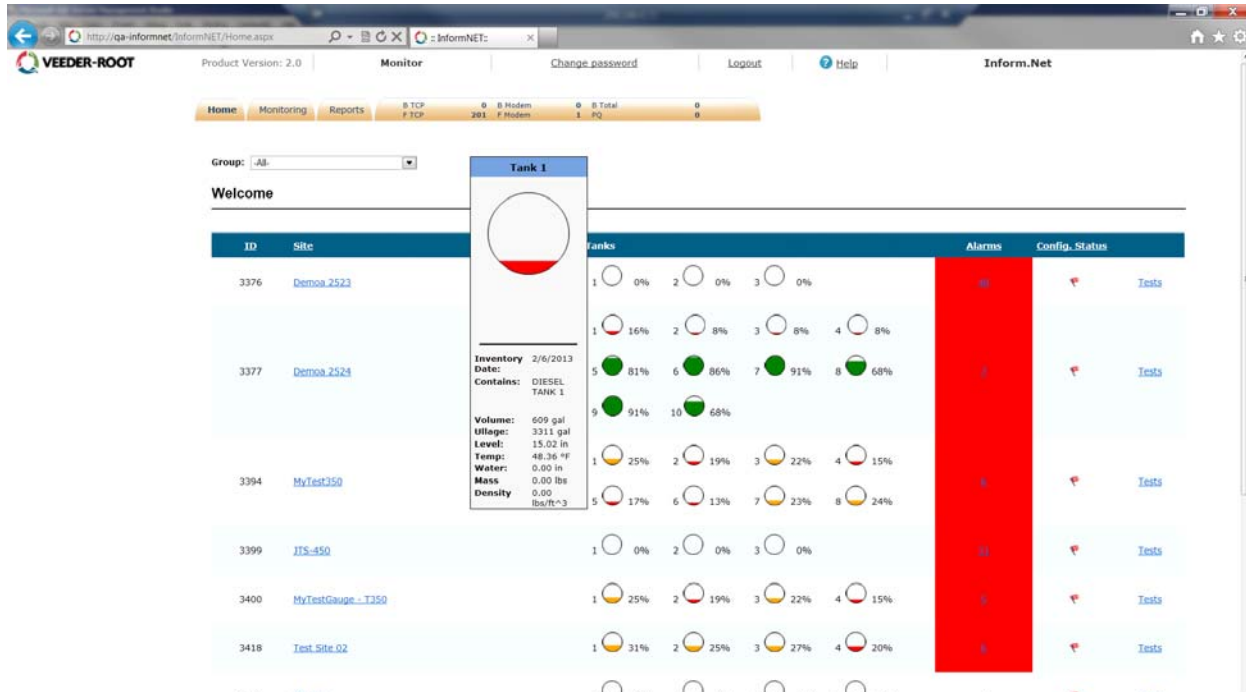 http://qa-informnet/InformNET/Home.aspx
:: InformNET::
VEEDER-ROOT
Product Version: 2.0 Monitor Change password Logout Help Inform.Net
Home Monitoring Reports
B TCP 0 B Modem 0 B Total 0
F TCP 201 F Modem 1 PQ 0
Group: -All-
Welcome
Tank 1
Inventory Date: 2/6/2013
Contains: DIESEL TANK 1
Volume: 609 gal
Ullage: 3311 gal
Level: 15.02 in
Temp: 48.36 °F
Water: 0.00 in
Mass 0.00 lbs
Density 0.00 lbs/ft^3
ID Site Tanks Alarms Config. Status
3376 Demoa 2523 1 0% 2 0% 3 0% Tests
1 16% 2 8% 3 8% 4 8%
3377 Demoa 2524 5 81% 6 86% 7 91% 8 68% Tests
9 91% 10 68%
1 25% 2 19% 3 22% 4 15%
3394 MyTest350 Tests
5 17% 6 13% 7 23% 8 24%
3399 JTS-450 1 0% 2 0% 3 0% Tests
3400 MyTestGauge - T350 1 25% 2 19% 3 22% 4 15% Tests
3418 Test Site 02 1 31% 2 25% 3 27% 4 20% Tests